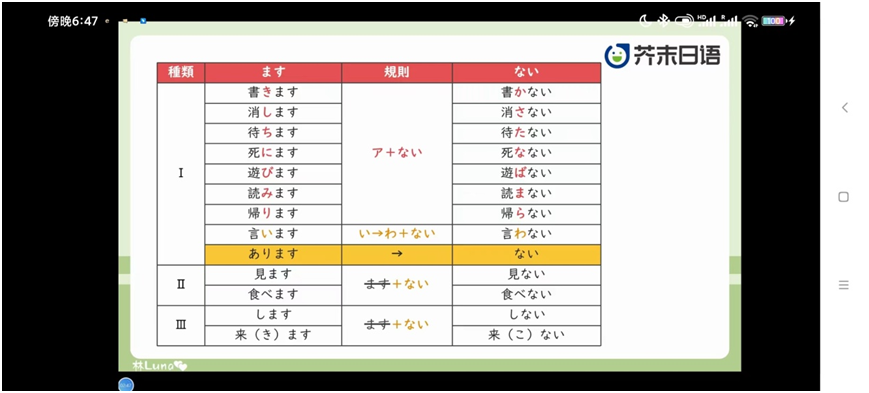 傍晚6:47
芥末日语
種類 ます 規則 ない
Ⅰ 書きます ア＋ない 書かない
消します 消さない
待ちます 待たない
死にます 死なない
遊びます 遊ばない
読みます 読まない
帰ります 帰らない
言います い→わ＋ない 言わない
あります → ない
Ⅱ 見ます ます＋ない 見ない
食べます 食べない
Ⅲ します ます＋ない しない
来（き）ます 来（こ）ない
林Luna